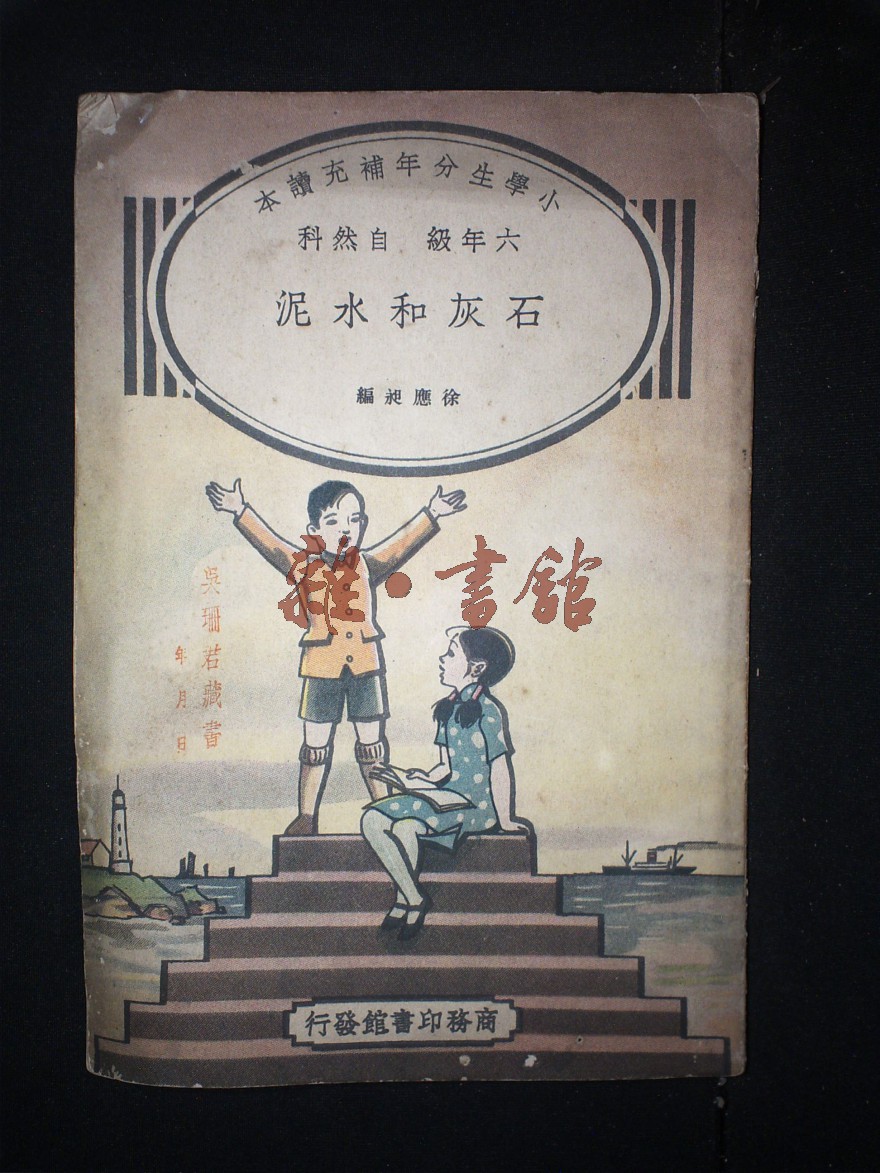 小學生分年補充讀本
六年級 自然科
石灰和水泥
徐應昶編
雜·書館
吳珊君藏書
年 月 日
商務印書館發行